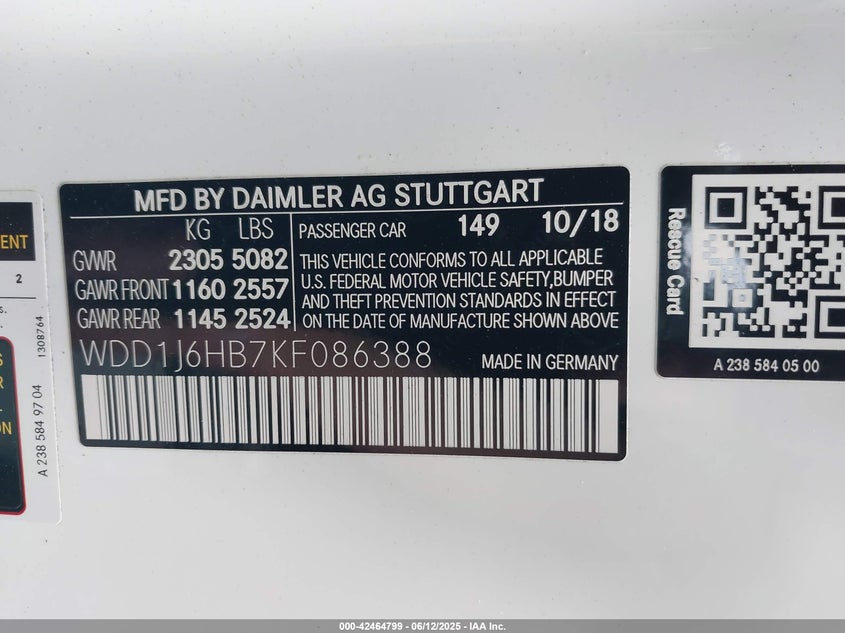 MFD BY DAIMLER AG STUTTGART
KG LBS
GVWR 2305 5082
GAWR FRONT 1160 2557
GAWR REAR 1145 2524
PASSENGER CAR 149 10/18
THIS VEHICLE CONFORMS TO ALL APPLICABLE
U.S. FEDERAL MOTOR VEHICLE SAFETY,BUMPER
AND THEFT PREVENTION STANDARDS IN EFFECT
ON THE DATE OF MANUFACTURE SHOWN ABOVE
WDD1J6HB7KF086388
MADE IN GERMANY
Rescue Card
A 238 584 05 00
ENT
2
s.
S
R
ON
1308764
A 238 584 97 04
000-42464799 - 06/12/2025 - IAA Inc.